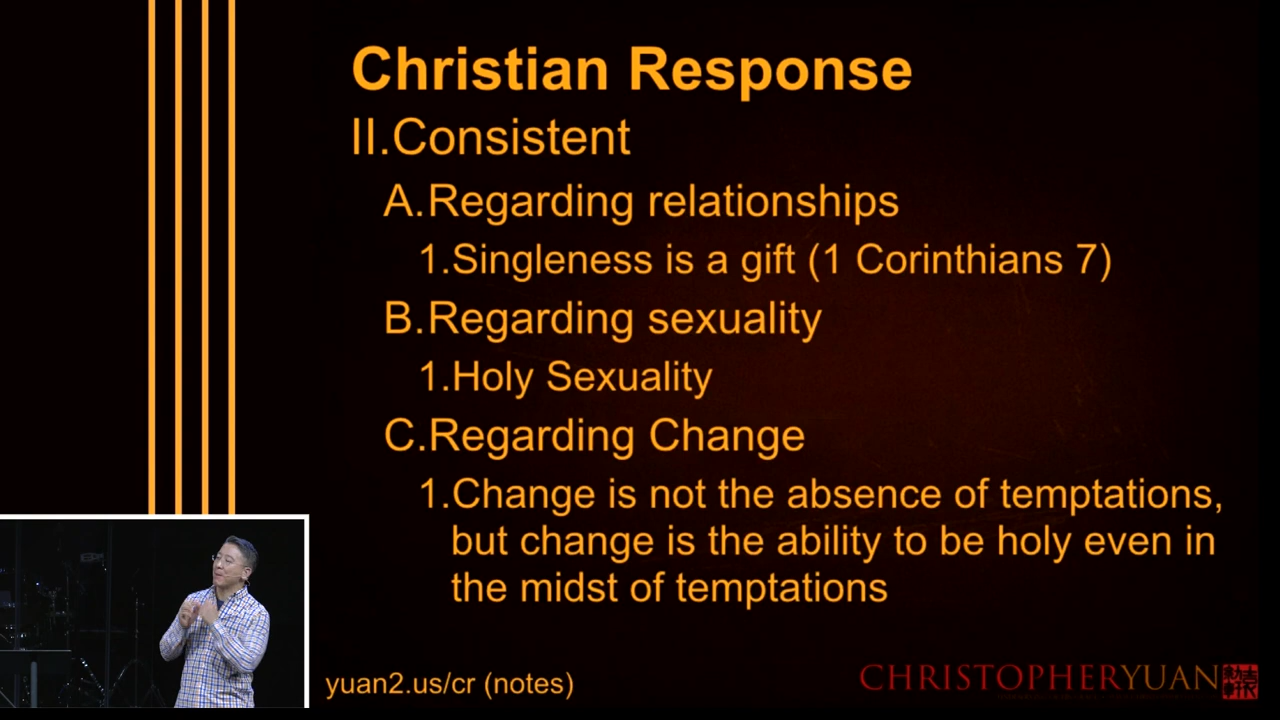 Christian Response
II.Consistent
A.Regarding relationships
1.Singleness is a gift (1 Corinthians 7)
B.Regarding sexuality
1.Holy Sexuality
C.Regarding Change
1.Change is not the absence of temptations,
but change is the ability to be holy even in
the midst of temptations
yuan2.us/cr (notes)
CHRISTOPHERYUAN